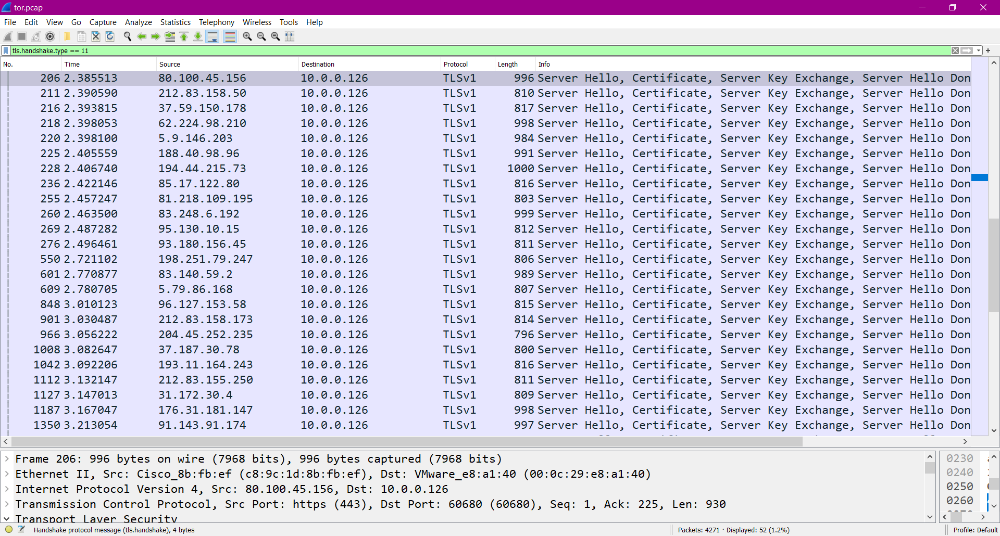 tor.pcap
File Edit View Go Capture Analyze Statistics Telephony Wireless Tools Help
tls.handshake.type == 11
No. Time Source Destination Protocol Length Info
206 2.385513 80.100.45.156 10.0.0.126 TLSv1 996 Server Hello, Certificate, Server Key Exchange, Server Hello Don
211 2.390590 212.83.158.50 10.0.0.126 TLSv1 810 Server Hello, Certificate, Server Key Exchange, Server Hello Don
216 2.393815 37.59.150.178 10.0.0.126 TLSv1 817 Server Hello, Certificate, Server Key Exchange, Server Hello Don
218 2.398053 62.224.98.210 10.0.0.126 TLSv1 998 Server Hello, Certificate, Server Key Exchange, Server Hello Don
220 2.398100 5.9.146.203 10.0.0.126 TLSv1 984 Server Hello, Certificate, Server Key Exchange, Server Hello Don
225 2.405559 188.40.98.96 10.0.0.126 TLSv1 991 Server Hello, Certificate, Server Key Exchange, Server Hello Don
228 2.406740 194.44.215.73 10.0.0.126 TLSv1 1000 Server Hello, Certificate, Server Key Exchange, Server Hello Don
236 2.422146 85.17.122.80 10.0.0.126 TLSv1 816 Server Hello, Certificate, Server Key Exchange, Server Hello Don
255 2.457247 81.218.109.195 10.0.0.126 TLSv1 803 Server Hello, Certificate, Server Key Exchange, Server Hello Don
260 2.463500 83.248.6.192 10.0.0.126 TLSv1 999 Server Hello, Certificate, Server Key Exchange, Server Hello Don
269 2.487282 95.130.10.15 10.0.0.126 TLSv1 812 Server Hello, Certificate, Server Key Exchange, Server Hello Don
276 2.496461 93.180.156.45 10.0.0.126 TLSv1 811 Server Hello, Certificate, Server Key Exchange, Server Hello Don
550 2.721102 198.251.79.247 10.0.0.126 TLSv1 806 Server Hello, Certificate, Server Key Exchange, Server Hello Don
601 2.770877 83.140.59.2 10.0.0.126 TLSv1 989 Server Hello, Certificate, Server Key Exchange, Server Hello Don
609 2.780705 5.79.86.168 10.0.0.126 TLSv1 807 Server Hello, Certificate, Server Key Exchange, Server Hello Don
848 3.010123 96.127.153.58 10.0.0.126 TLSv1 815 Server Hello, Certificate, Server Key Exchange, Server Hello Don
901 3.030487 212.83.158.173 10.0.0.126 TLSv1 814 Server Hello, Certificate, Server Key Exchange, Server Hello Don
966 3.056222 204.45.252.235 10.0.0.126 TLSv1 796 Server Hello, Certificate, Server Key Exchange, Server Hello Don
1008 3.082647 37.187.30.78 10.0.0.126 TLSv1 800 Server Hello, Certificate, Server Key Exchange, Server Hello Don
1042 3.092206 193.11.164.243 10.0.0.126 TLSv1 816 Server Hello, Certificate, Server Key Exchange, Server Hello Don
1112 3.132147 212.83.155.250 10.0.0.126 TLSv1 811 Server Hello, Certificate, Server Key Exchange, Server Hello Don
1127 3.147013 31.172.30.4 10.0.0.126 TLSv1 809 Server Hello, Certificate, Server Key Exchange, Server Hello Don
1187 3.167047 176.31.181.147 10.0.0.126 TLSv1 998 Server Hello, Certificate, Server Key Exchange, Server Hello Don
1350 3.213054 91.143.91.174 10.0.0.126 TLSv1 997 Server Hello, Certificate, Server Key Exchange, Server Hello Don
Frame 206: 996 bytes on wire (7968 bits), 996 bytes captured (7968 bits)
Ethernet II, Src: Cisco_8b:fb:ef (c8:9c:1d:8b:fb:ef), Dst: VMware_e8:a1:40 (00:0c:29:e8:a1:40)
Internet Protocol Version 4, Src: 80.100.45.156, Dst: 10.0.0.126
Transmission Control Protocol, Src Port: https (443), Dst Port: 60680 (60680), Seq: 1, Ack: 225, Len: 930
Transport Layer Security
0230
0240
0250
0260
Handshake protocol message (tls.handshake), 4 bytes
Packets: 4271 · Displayed: 52 (1.2%)
Profile: Default